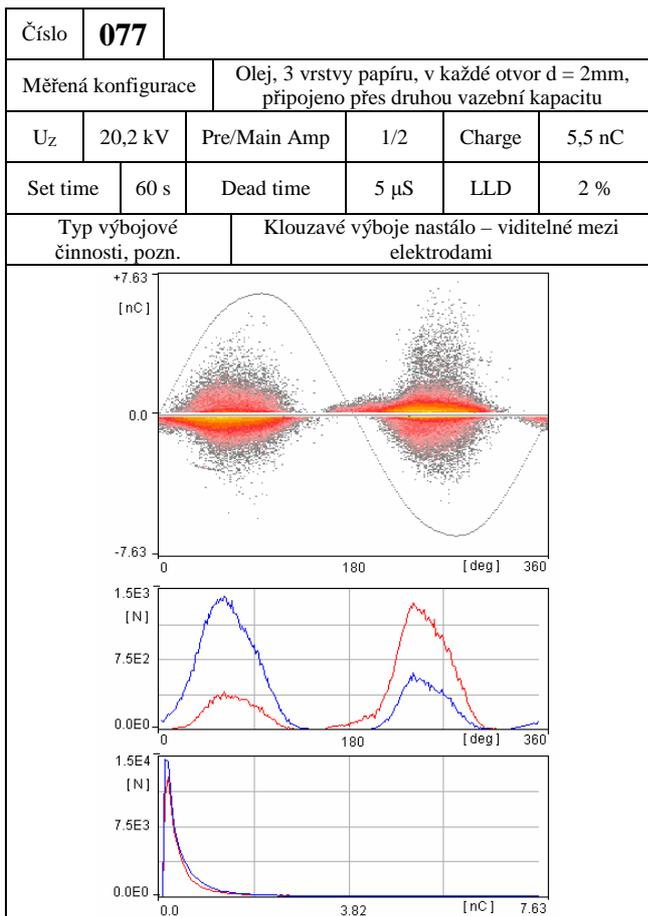 Číslo 077
Měřená konfigurace Olej, 3 vrstvy papíru, v každé otvor d = 2mm,
připojeno přes druhou vazební kapacitu
UZ 20,2 kV Pre/Main Amp 1/2 Charge 5,5 nC
Set time 60 s Dead time 5 μS LLD 2 %
Typ výbojové
činnosti, pozn.
Klouzavé výboje nastálo – viditelné mezi
elektrodami
+7.63
[nC]
0.0
-7.63
0 180 [deg] 360
1.5E3
[N]
7.5E2
0.0E0
0 180 [deg] 360
1.5E4
[N]
7.5E3
0.0E0
0.0 3.82 [nC] 7.63